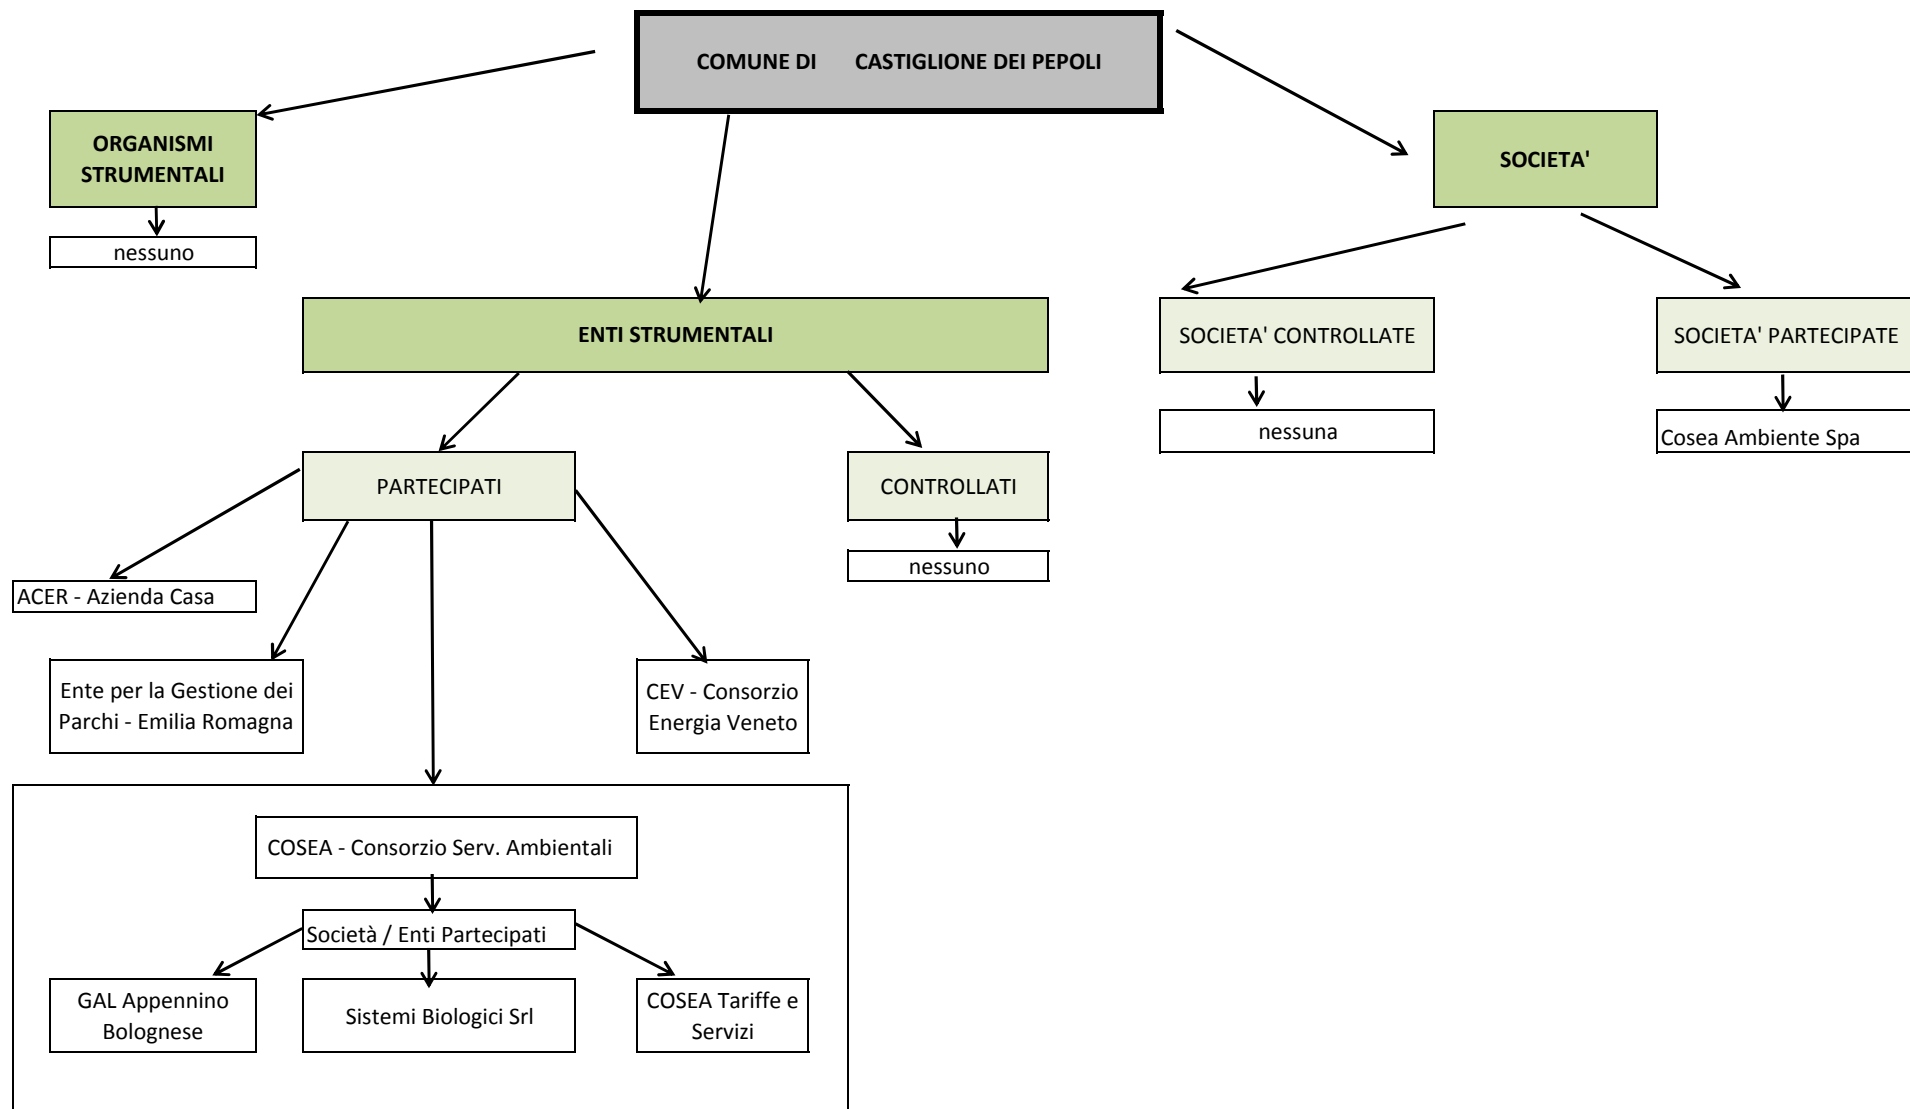 COMUNE DI CASTIGLIONE DEI PEPOLI
ORGANISMI
STRUMENTALI
SOCIETA'
nessuno
ENTI STRUMENTALI
SOCIETA' CONTROLLATE
SOCIETA' PARTECIPATE
nessuna
Cosea Ambiente Spa
PARTECIPATI
CONTROLLATI
nessuno
ACER - Azienda Casa
Ente per la Gestione dei
Parchi - Emilia Romagna
CEV - Consorzio
Energia Veneto
COSEA - Consorzio Serv. Ambientali
Società / Enti Partecipati
GAL Appennino
Bolognese
Sistemi Biologici Srl
COSEA Tariffe e
Servizi